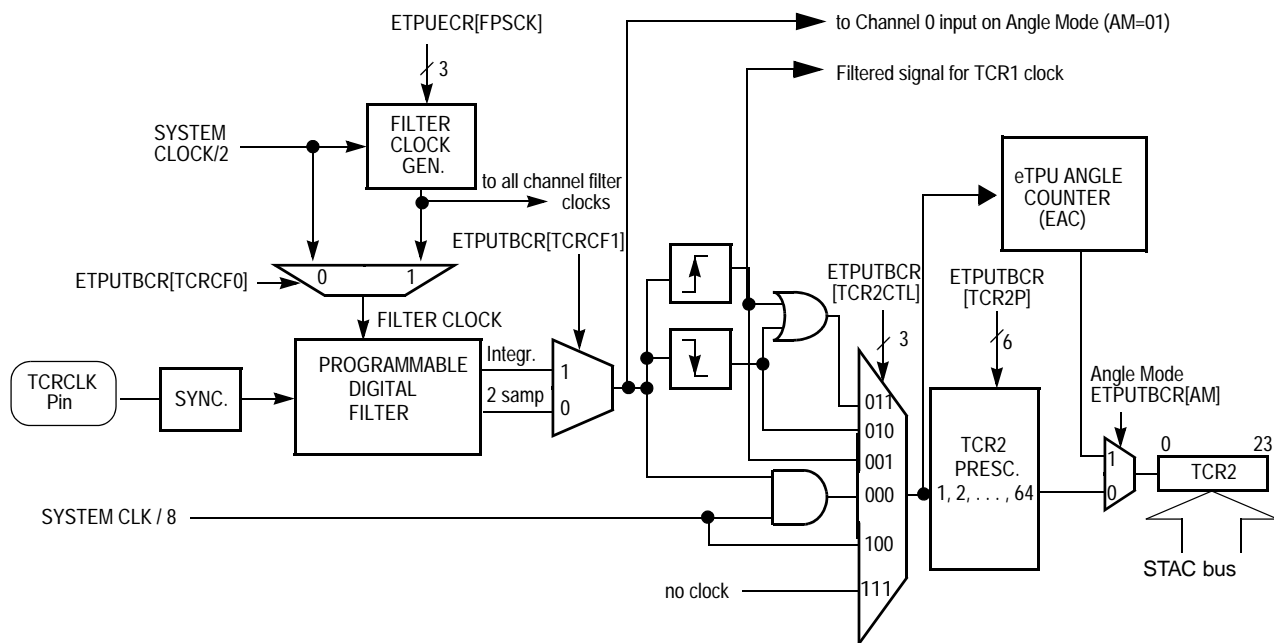 ETPUECR[FPSCK]
3
to Channel 0 input on Angle Mode (AM=01)
Filtered signal for TCR1 clock
SYSTEM
CLOCK/2
FILTER
CLOCK
GEN.
to all channel filter
clocks
eTPU ANGLE
COUNTER
(EAC)
ETPUTBCR[TCRCF1]
ETPUTBCR[TCRCF0]
0 1
FILTER CLOCK
ETPUTBCR
[TCR2CTL]
3
ETPUTBCR
[TCR2P]
6
TCRCLK
Pin
SYNC.
PROGRAMMABLE
DIGITAL
FILTER
Integr.
2 samp
1
0
011
010
001
000
100
111
TCR2
PRESC.
1, 2, . . . , 64
Angle Mode
ETPUTBCR[AM]
1
0
0 23
TCR2
STAC bus
SYSTEM CLK / 8
no clock